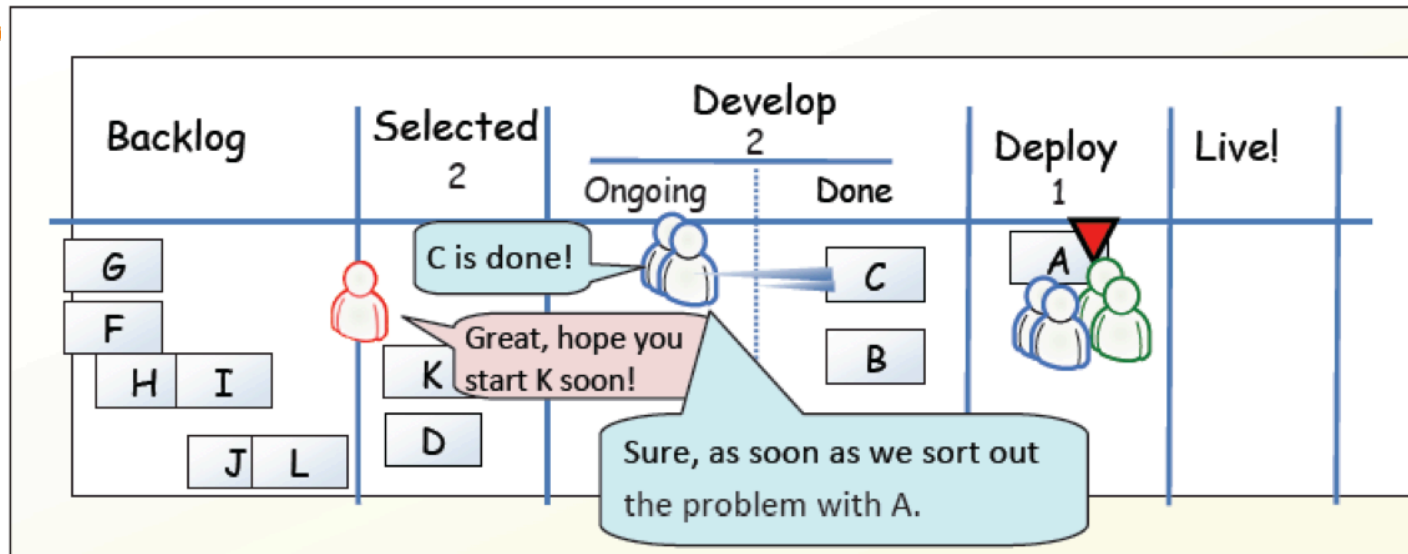 Backlog
Selected
2
Develop
2
Ongoing
Done
Deploy
1
Live!
G
F
H
I
J
L
K
D
C is done!
Great, hope you
start K soon!
Sure, as soon as we sort out
the problem with A.
C
B
A